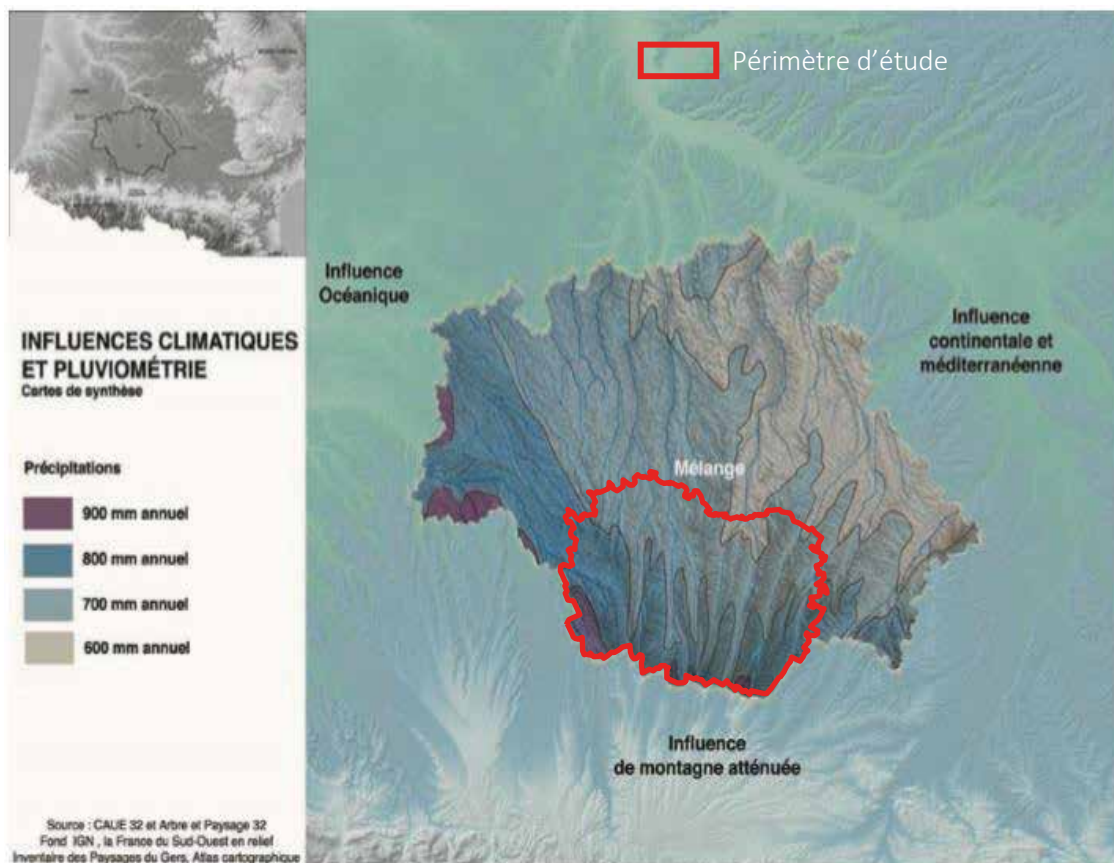 Périmètre d'étude
Influence
Océanique
Influence
continentale et
méditerranéenne
INFLUENCES CLIMATIQUES
ET PLUVIOMÉTRIE
Cartes de synthèse
Mélange
Précipitations
900 mm annuel
800 mm annuel
700 mm annuel
600 mm annuel
Influence
de montagne atténuée
Source : CAUE 32 et Arbre et Paysage 32
Fond IGN , la France du Sud-Ouest en relief
Inventaire des Paysages du Gers, Atlas cartographique